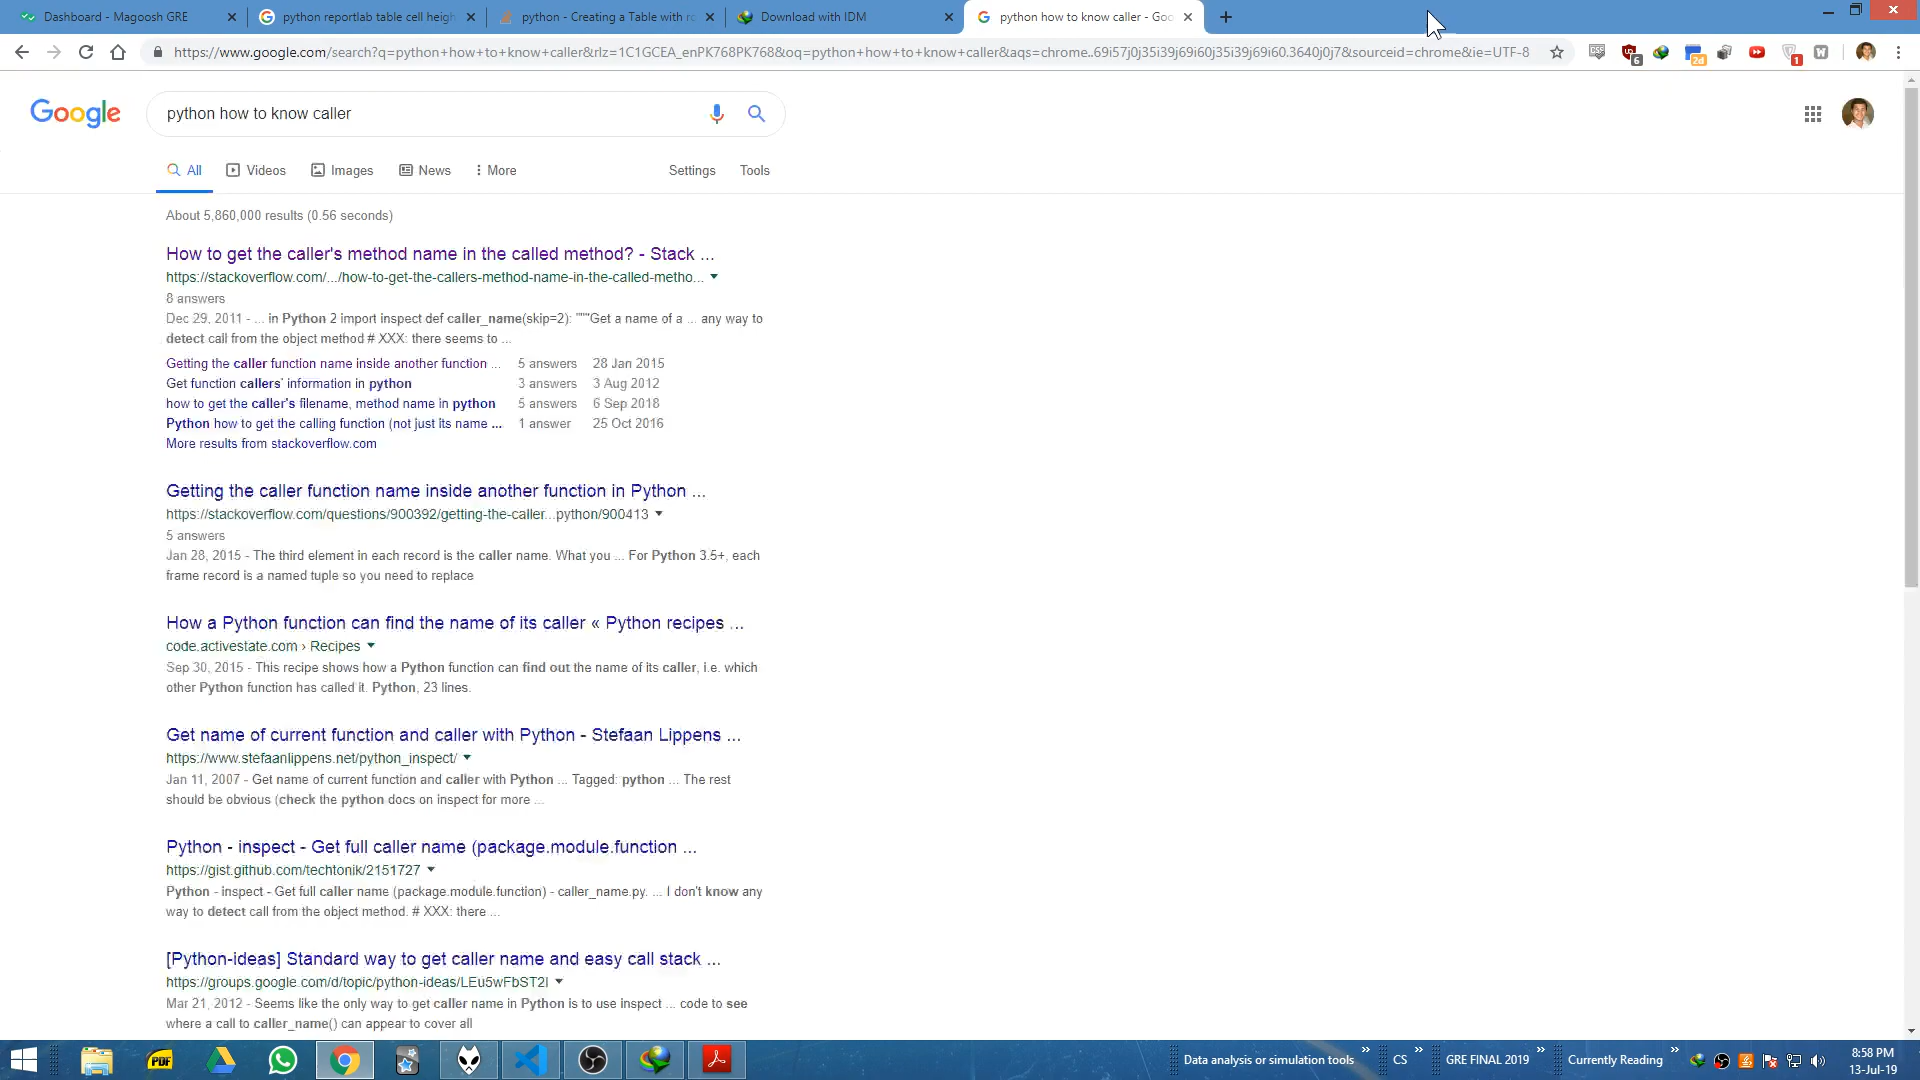 Dashboard - Magoosh GRE
python reportlab table cell heigh
python - Creating a Table with ro
Download with IDM
python how to know caller - Goo
https://www.google.com/search?q=python+how+to+know+caller&rlz=1C1GCEA_enPK768PK768&oq=python+how+to+know+caller&aqs=chrome..69i57j0j35i39j69i60j35i39j69i60.3640j0j7&sourceid=chrome&ie=UTF-8
CSS
6
2d
1
W
Google
python how to know caller
All
Videos
Images
News
More
Settings
Tools
About 5,860,000 results (0.56 seconds)
How to get the caller's method name in the called method? - Stack ...
https://stackoverflow.com/.../how-to-get-the-callers-method-name-in-the-called-metho...
8 answers
Dec 29, 2011 - ... in Python 2 import inspect def caller_name(skip=2): """Get a name of a ... any way to
detect call from the object method # XXX: there seems to ...
Getting the caller function name inside another function ... 5 answers 28 Jan 2015
Get function callers' information in python 3 answers 3 Aug 2012
how to get the caller's filename, method name in python 5 answers 6 Sep 2018
Python how to get the calling function (not just its name ... 1 answer 25 Oct 2016
More results from stackoverflow.com
Getting the caller function name inside another function in Python ...
https://stackoverflow.com/questions/900392/getting-the-caller...python/900413
5 answers
Jan 28, 2015 - The third element in each record is the caller name. What you ... For Python 3.5+, each
frame record is a named tuple so you need to replace
How a Python function can find the name of its caller « Python recipes ...
code.activestate.com › Recipes
Sep 30, 2015 - This recipe shows how a Python function can find out the name of its caller, i.e. which
other Python function has called it. Python, 23 lines.
Get name of current function and caller with Python - Stefaan Lippens ...
https://www.stefaanlippens.net/python_inspect/
Jan 11, 2007 - Get name of current function and caller with Python ... Tagged: python ... The rest
should be obvious (check the python docs on inspect for more ...
Python - inspect - Get full caller name (package.module.function ...
https://gist.github.com/techtonik/2151727
Python - inspect - Get full caller name (package.module.function) - caller_name.py. ... I don't know any
way to detect call from the object method. # XXX: there ...
[Python-ideas] Standard way to get caller name and easy call stack ...
https://groups.google.com/d/topic/python-ideas/LEu5wFbST2I
Mar 21, 2012 - Seems like the only way to get caller name in Python is to use inspect ... code to see
where a call to caller_name() can appear to cover all
PDF
Data analysis or simulation tools
CS
GRE FINAL 2019
Currently Reading
8:58 PM
13-Jul-19